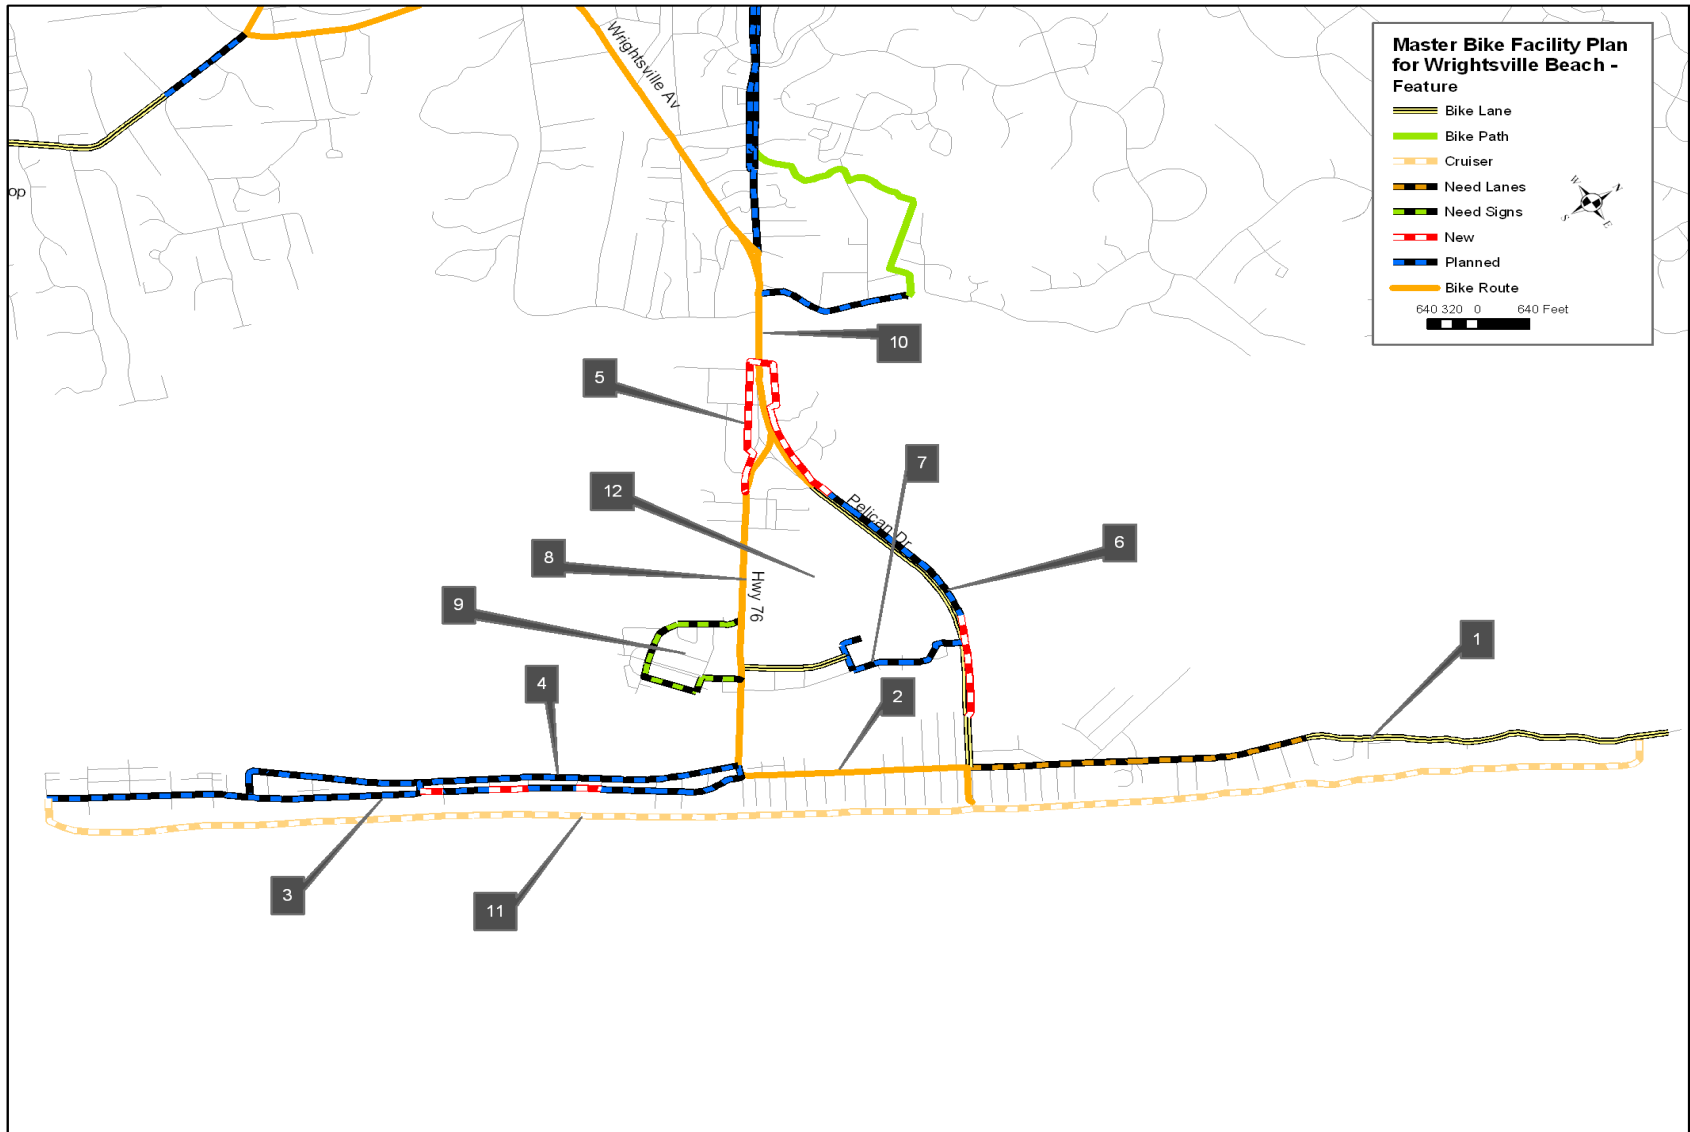 Wrightsville Av
op
Master Bike Facility Plan
for Wrightsville Beach -
Feature
Bike Lane
Bike Path
Cruiser
Need Lanes
Need Signs
New
Planned
Bike Route
640 320 0 640 Feet
W
N
S
E
10
5
7
12
Pelican Dr
6
8
Hwy 76
9
1
4
2
3
11